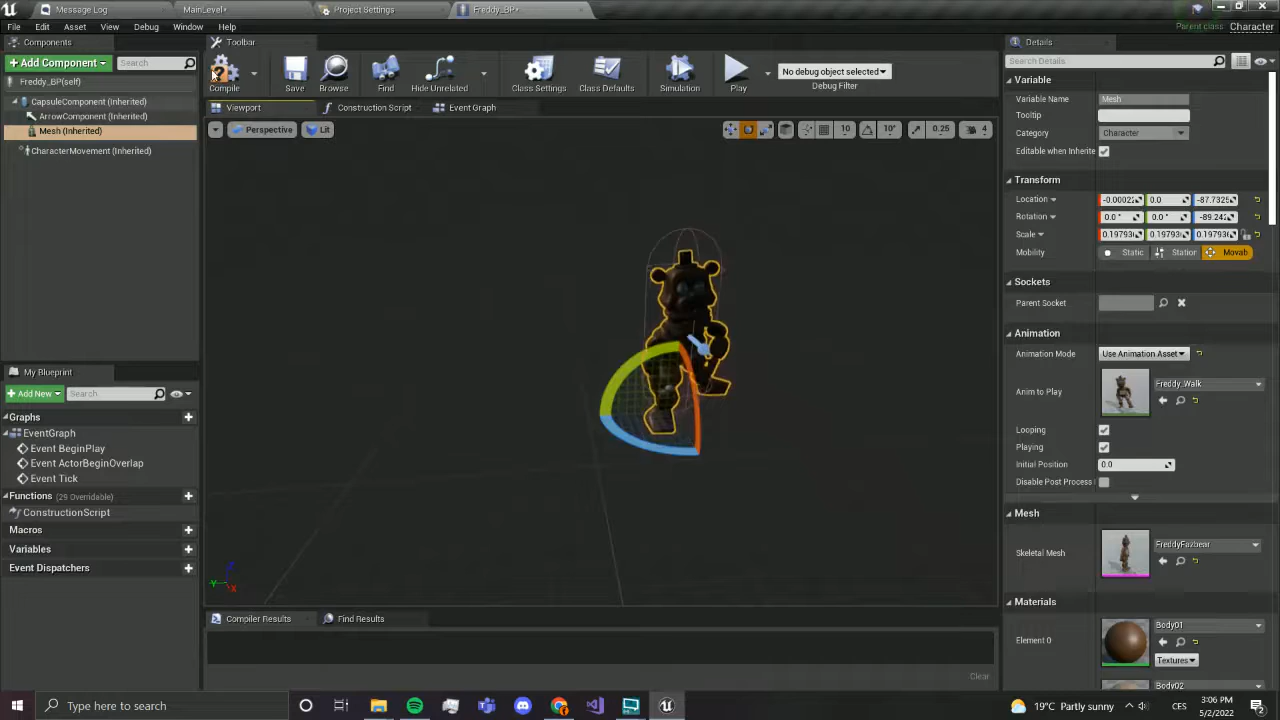 Message Log
MainLevel•
Project Settings
Freddy_BP•
File Edit Asset View Debug Window Help
Parent class: Character
Components
Toolbar
Details
+ Add Component
Search
Freddy_BP(self)
CapsuleComponent (Inherited)
ArrowComponent (Inherited)
Mesh (Inherited)
CharacterMovement (Inherited)
Compile
Save
Browse
Find
Hide Unrelated
Class Settings
Class Defaults
Simulation
Play
No debug object selected
Debug Filter
Viewport
Construction Script
Event Graph
Perspective
Lit
10
10°
0.25
4
Search Details
Variable
Variable Name Mesh
Tooltip
Category Character
Editable when Inherite
Transform
Location 0.0 -87.7325
Rotation 0.0 ° 0.0 ° -89.242
Scale
Mobility Static Station Movab
Sockets
Parent Socket
Animation
Animation Mode Use Animation Asset
Anim to Play Freddy_Walk
Looping
Playing
Initial Position 0.0
Disable Post Process
Mesh
Skeletal Mesh FreddyFazbear
Materials
Element 0 Body01
Textures
Body02
My Blueprint
+ Add New
Search
Graphs
EventGraph
Event BeginPlay
Event ActorBeginOverlap
Event Tick
Functions (29 Overridable)
ConstructionScript
Macros
Variables
Event Dispatchers
Z
Y
X
Compiler Results
Find Results
Clear
Type here to search
19°C Partly sunny
CES
3:06 PM
5/2/2022
2